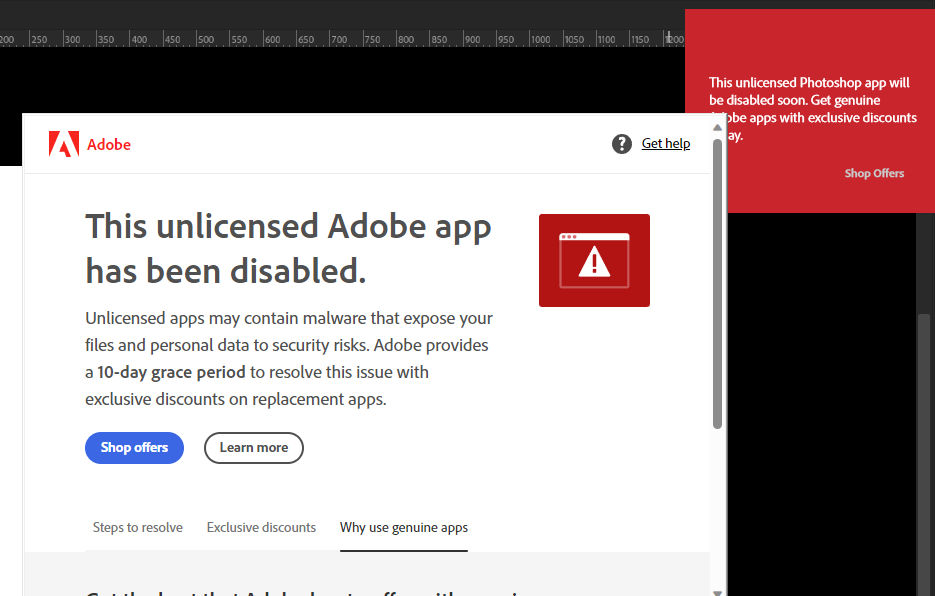 200 250 300 350 400 450 500 550 600 650 700 750 800 850 900 950 1000 1050 1100 1150 1200
This unlicensed Photoshop app will
be disabled soon. Get genuine
Adobe apps with exclusive discounts
ay.
Shop Offers
Adobe
? Get help
This unlicensed Adobe app
has been disabled.
Unlicensed apps may contain malware that expose your
files and personal data to security risks. Adobe provides
a 10-day grace period to resolve this issue with
exclusive discounts on replacement apps.
Shop offers Learn more
Steps to resolve Exclusive discounts Why use genuine apps